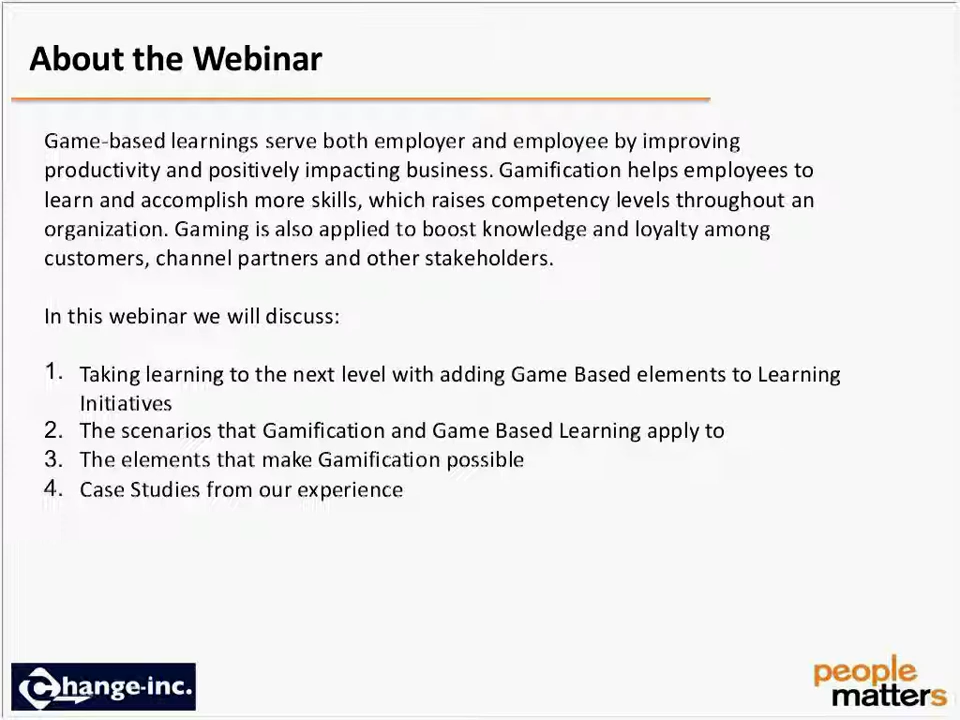 About the Webinar
Game-based learnings serve both employer and employee by improving
productivity and positively impacting business. Gamification helps employees to
learn and accomplish more skills, which raises competency levels throughout an
organization. Gaming is also applied to boost knowledge and loyalty among
customers, channel partners and other stakeholders.
In this webinar we will discuss:
1. Taking learning to the next level with adding Game Based elements to Learning
Initiatives
2. The scenarios that Gamification and Game Based Learning apply to
3. The elements that make Gamification possible
4. Case Studies from our experience
Change-inc.
people
matters